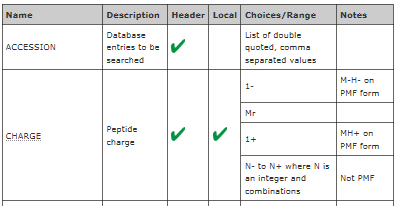 Name Description Header Local Choices/Range Notes
ACCESSION
Database
entries to be
searched
List of double
quoted, comma
separated values
CHARGE
Peptide
charge
1-
M-H- on
PMF form
Mr
1+
MH+ on
PMF form
N- to N+ where N is
an integer and
combinations
Not PMF